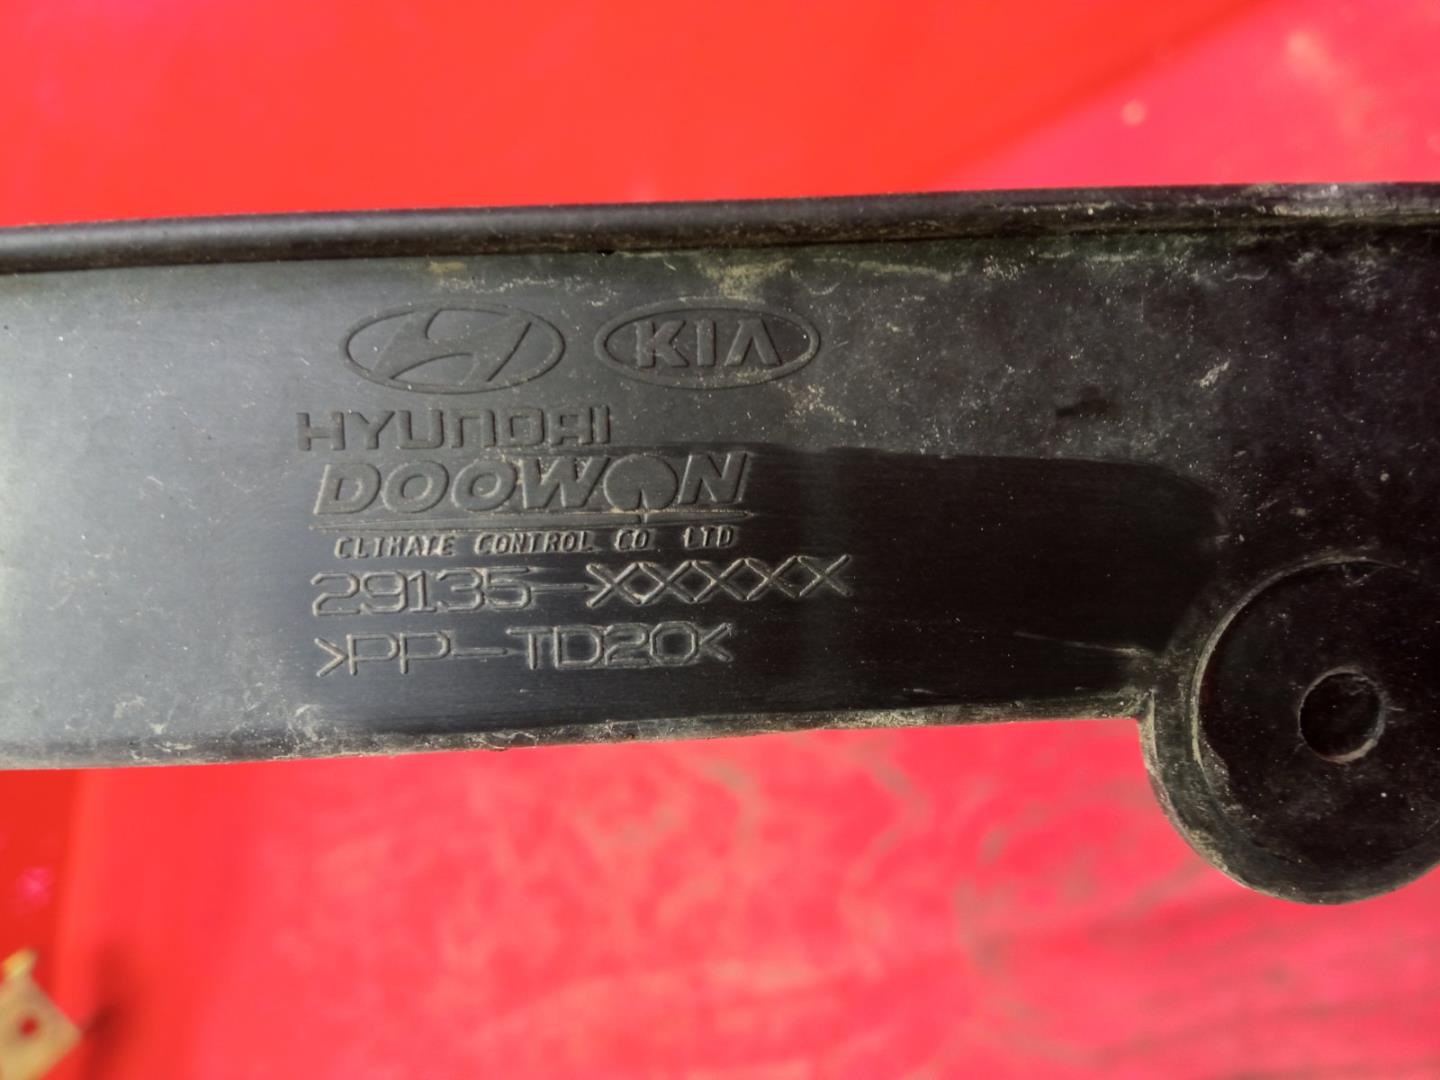 KIA
HYUNDAI
DOOWON
CLIMATE CONTROL CO LTD
29135-XXXXX
>PP-TD20<